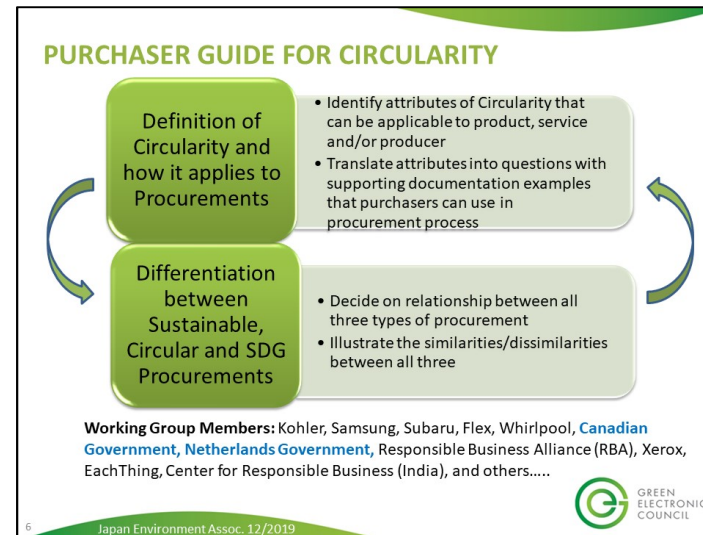 PURCHASER GUIDE FOR CIRCULARITY
Definition of
Circularity and
how it applies to
Procurements
• Identify attributes of Circularity that
can be applicable to product, service
and/or producer
• Translate attributes into questions with
supporting documentation examples
that purchasers can use in
procurement process
Differentiation
between
Sustainable,
Circular and SDG
Procurements
• Decide on relationship between all
three types of procurement
• Illustrate the similarities/dissimilarities
between all three
Working Group Members: Kohler, Samsung, Subaru, Flex, Whirlpool, Canadian
Government, Netherlands Government, Responsible Business Alliance (RBA), Xerox,
EachThing, Center for Responsible Business (India), and others.....
GREEN
ELECTRONIC
COUNCIL
6
Japan Environment Assoc. 12/2019